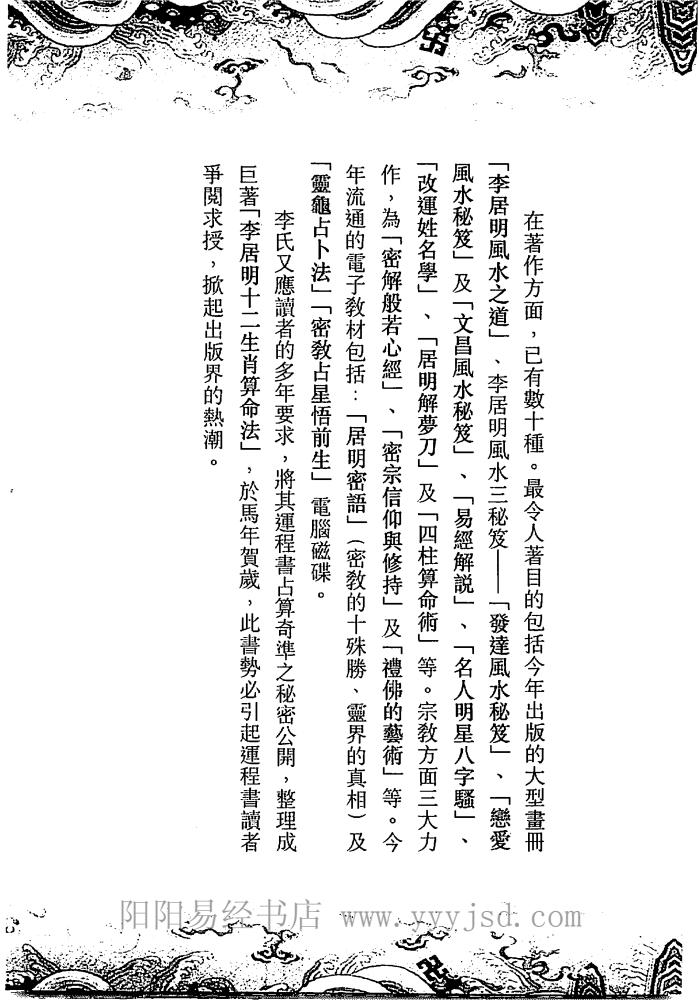 在著作方面，已有數十種。最令人著目的包括今年出版的大型畫冊
「李居明風水之道」、李居明風水三秘笈——「發達風水秘笈」、「戀愛
風水秘笈」及「文昌風水秘笈」、「易經解説」、「名人明星八字騷」、
「改運姓名學」、「居明解夢刀」及「四柱算命術」等。宗教方面三大力
作，為「密解般若心經」、「密宗信仰與修持」及「禮佛的藝術」等。今
年流通的電子教材包括：「居明密語」（密教的十殊勝、靈界的真相）及
「靈龜占卜法」「密教占星悟前生」電腦磁碟。
李氏又應讀者的多年要求，將其運程書占算奇準之秘密公開，整理成
巨著「李居明十二生肖算命法」，於馬年賀歲，此書勢必引起運程書讀者
爭閲求授，掀起出版界的熱潮。
阳阳易经书店 www.yyyjsd.com